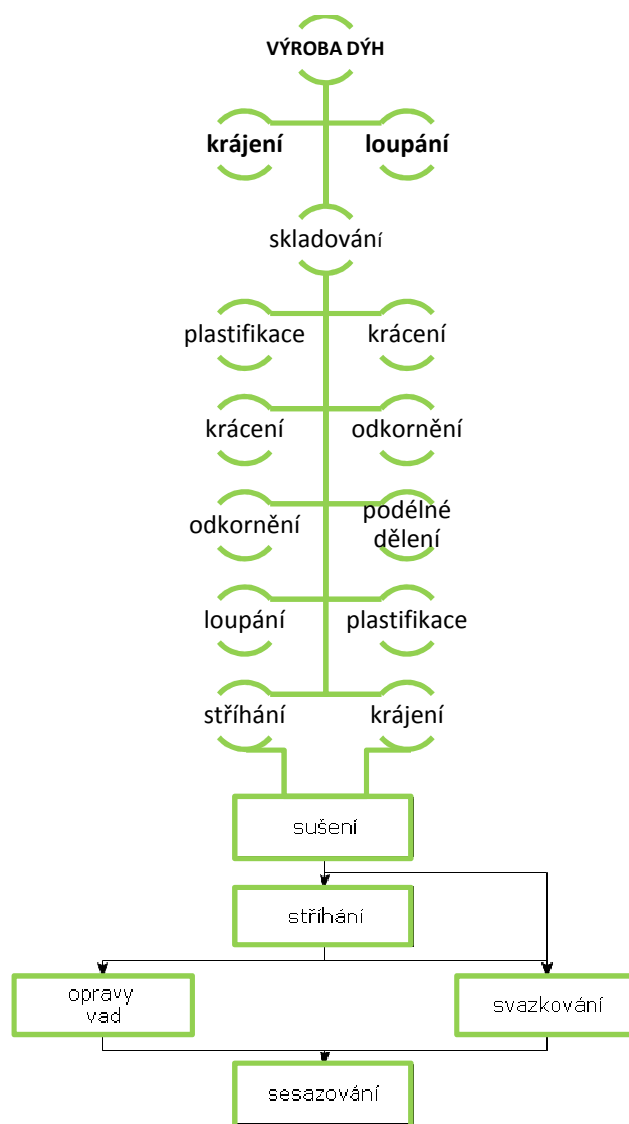 VÝROBA DÝH
krájení
loupání
skladování
plastifikace
krácení
krácení
odkornění
odkornění
podélné
dělení
loupání
plastifikace
stříhání
krájení
sušení
stříhání
opravy
vad
svazkování
sesazování